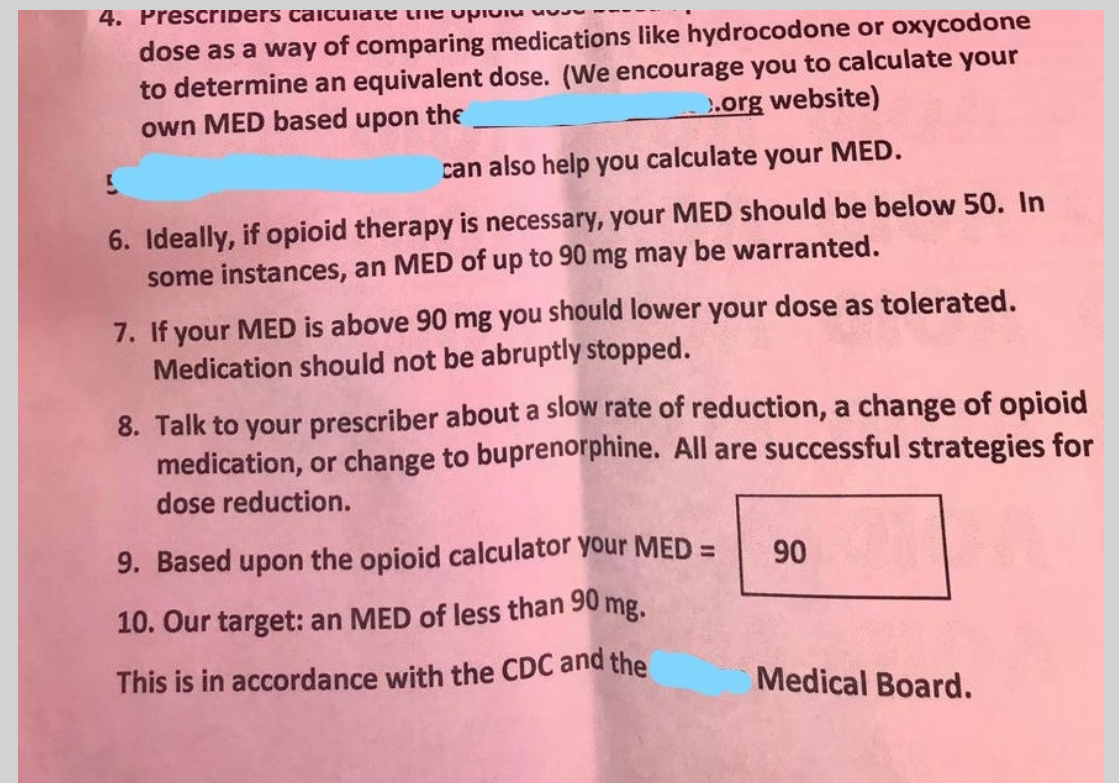 4. Prescribers calculate the opioid dose
dose as a way of comparing medications like hydrocodone or oxycodone
to determine an equivalent dose. (We encourage you to calculate your
own MED based upon the .org website)
5 can also help you calculate your MED.
6. Ideally, if opioid therapy is necessary, your MED should be below 50. In
some instances, an MED of up to 90 mg may be warranted.
7. If your MED is above 90 mg you should lower your dose as tolerated.
Medication should not be abruptly stopped.
8. Talk to your prescriber about a slow rate of reduction, a change of opioid
medication, or change to buprenorphine. All are successful strategies for
dose reduction.
9. Based upon the opioid calculator your MED = 90
10. Our target: an MED of less than 90 mg.
This is in accordance with the CDC and the Medical Board.